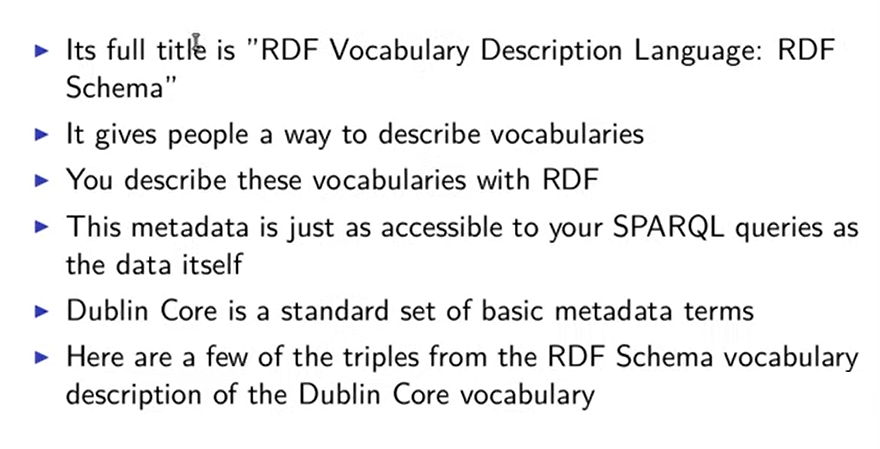 Its full title is ”RDF Vocabulary Description Language: RDF
Schema”
It gives people a way to describe vocabularies
You describe these vocabularies with RDF
This metadata is just as accessible to your SPARQL queries as
the data itself
Dublin Core is a standard set of basic metadata terms
Here are a few of the triples from the RDF Schema vocabulary
description of the Dublin Core vocabulary